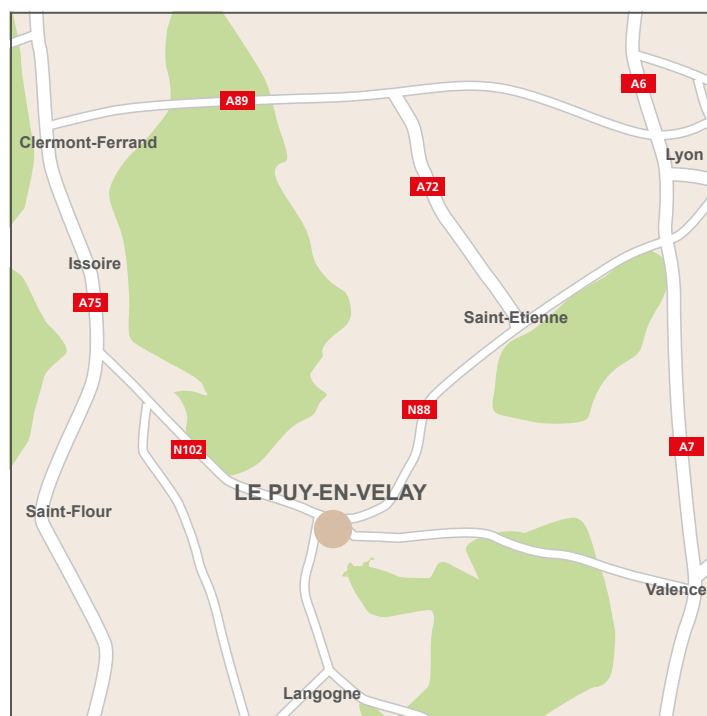 A6
A89
Clermont-Ferrand
Lyon
A72
Issoire
A75
Saint-Etienne
N88
N102
A7
LE PUY-EN-VELAY
Saint-Flour
Valence
Langogne